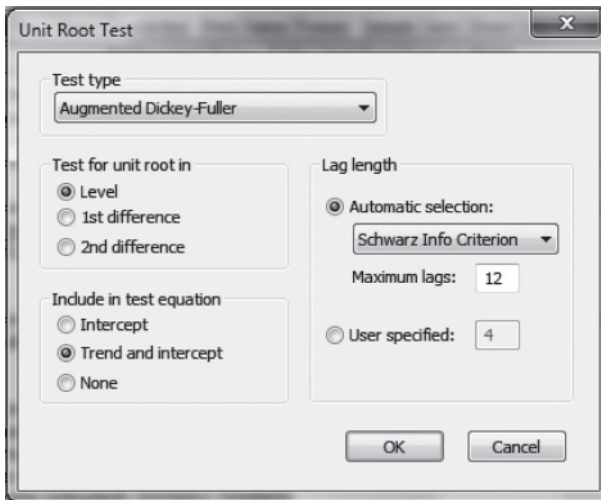 Unit Root Test
Test type
Augmented Dickey-Fuller
Test for unit root in
Level
1st difference
2nd difference
Include in test equation
Intercept
Trend and intercept
None
Lag length
Automatic selection:
Schwarz Info Criterion
Maximum lags: 12
User specified: 4
OK Cancel